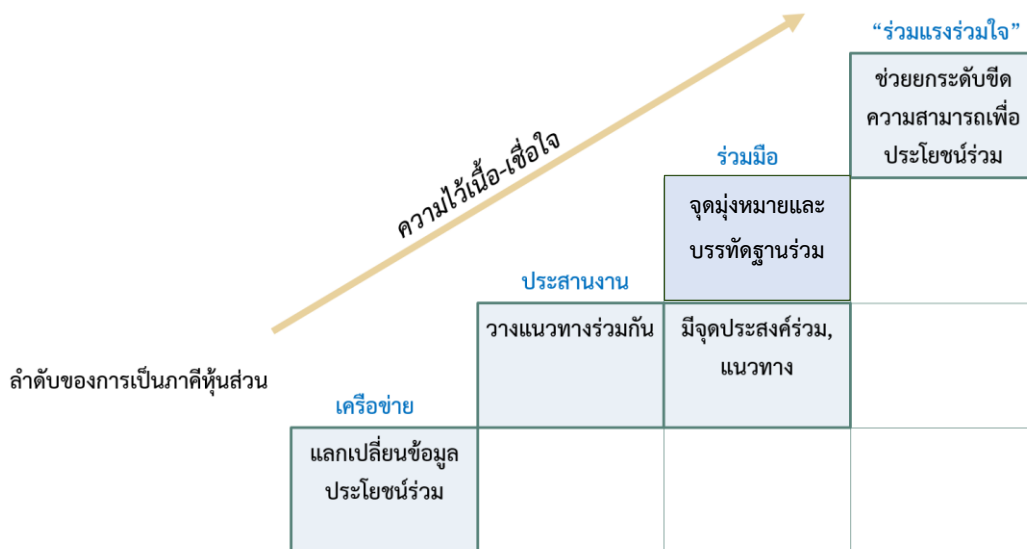 “ร่วมแรงร่วมใจ”
ช่วยยกระดับขีด
ความสามารถเพื่อ
ประโยชน์ร่วม
ความไว้เนื้อ-เชื่อใจ
ร่วมมือ
จุดมุ่งหมายและ
บรรทัดฐานร่วม
ประสานงาน
วางแนวทางร่วมกัน
มีจุดประสงค์ร่วม,
แนวทาง
ลำดับของการเป็นภาคีหุ้นส่วน
เครือข่าย
แลกเปลี่ยนข้อมูล
ประโยชน์ร่วม